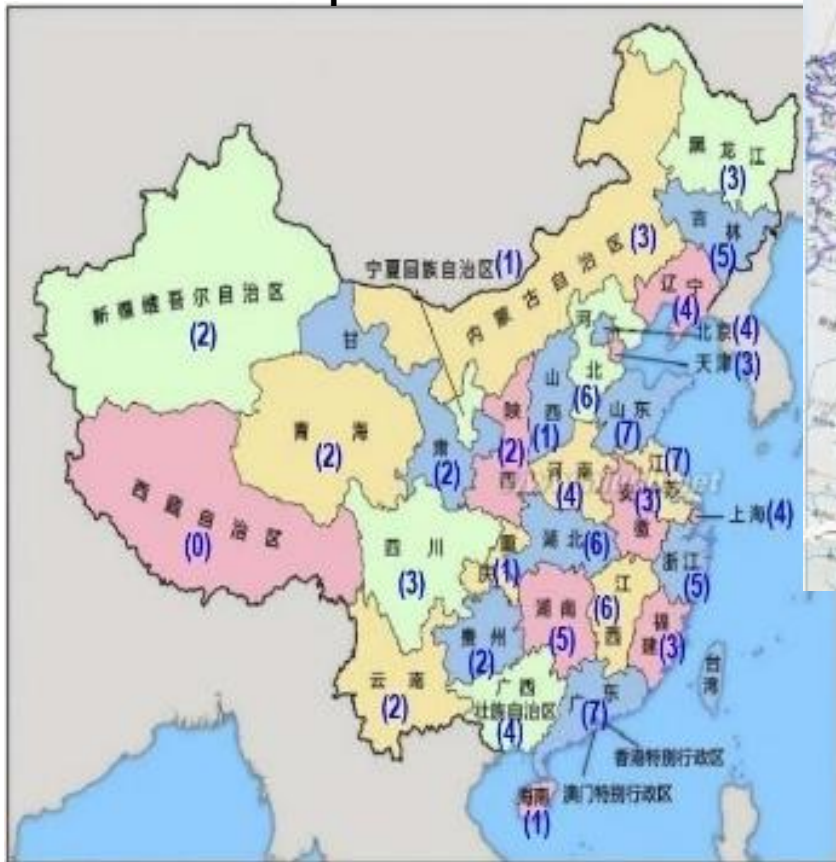 黑龙江
(3)
吉林
(5)
宁夏回族自治区(1)
内蒙古自治区
(3)
辽宁
(4)
新疆维吾尔自治区
(2)
甘肃
(2)
河北
(6)
北京(4)
天津(3)
山西
(1)
陕西
(2)
山东
(7)
青海
(2)
河南
(4)
江苏
(7)
安徽
(3)
上海(4)
西藏自治区
(0)
四川
(3)
重庆
(1)
湖北(6)
浙江
(5)
湖南
(5)
江西
(6)
福建
(3)
贵州
(2)
云南
(2)
广西
壮族自治区
(4)
广东
(7)
台湾
香港特别行政区
澳门特别行政区
海南
(1)